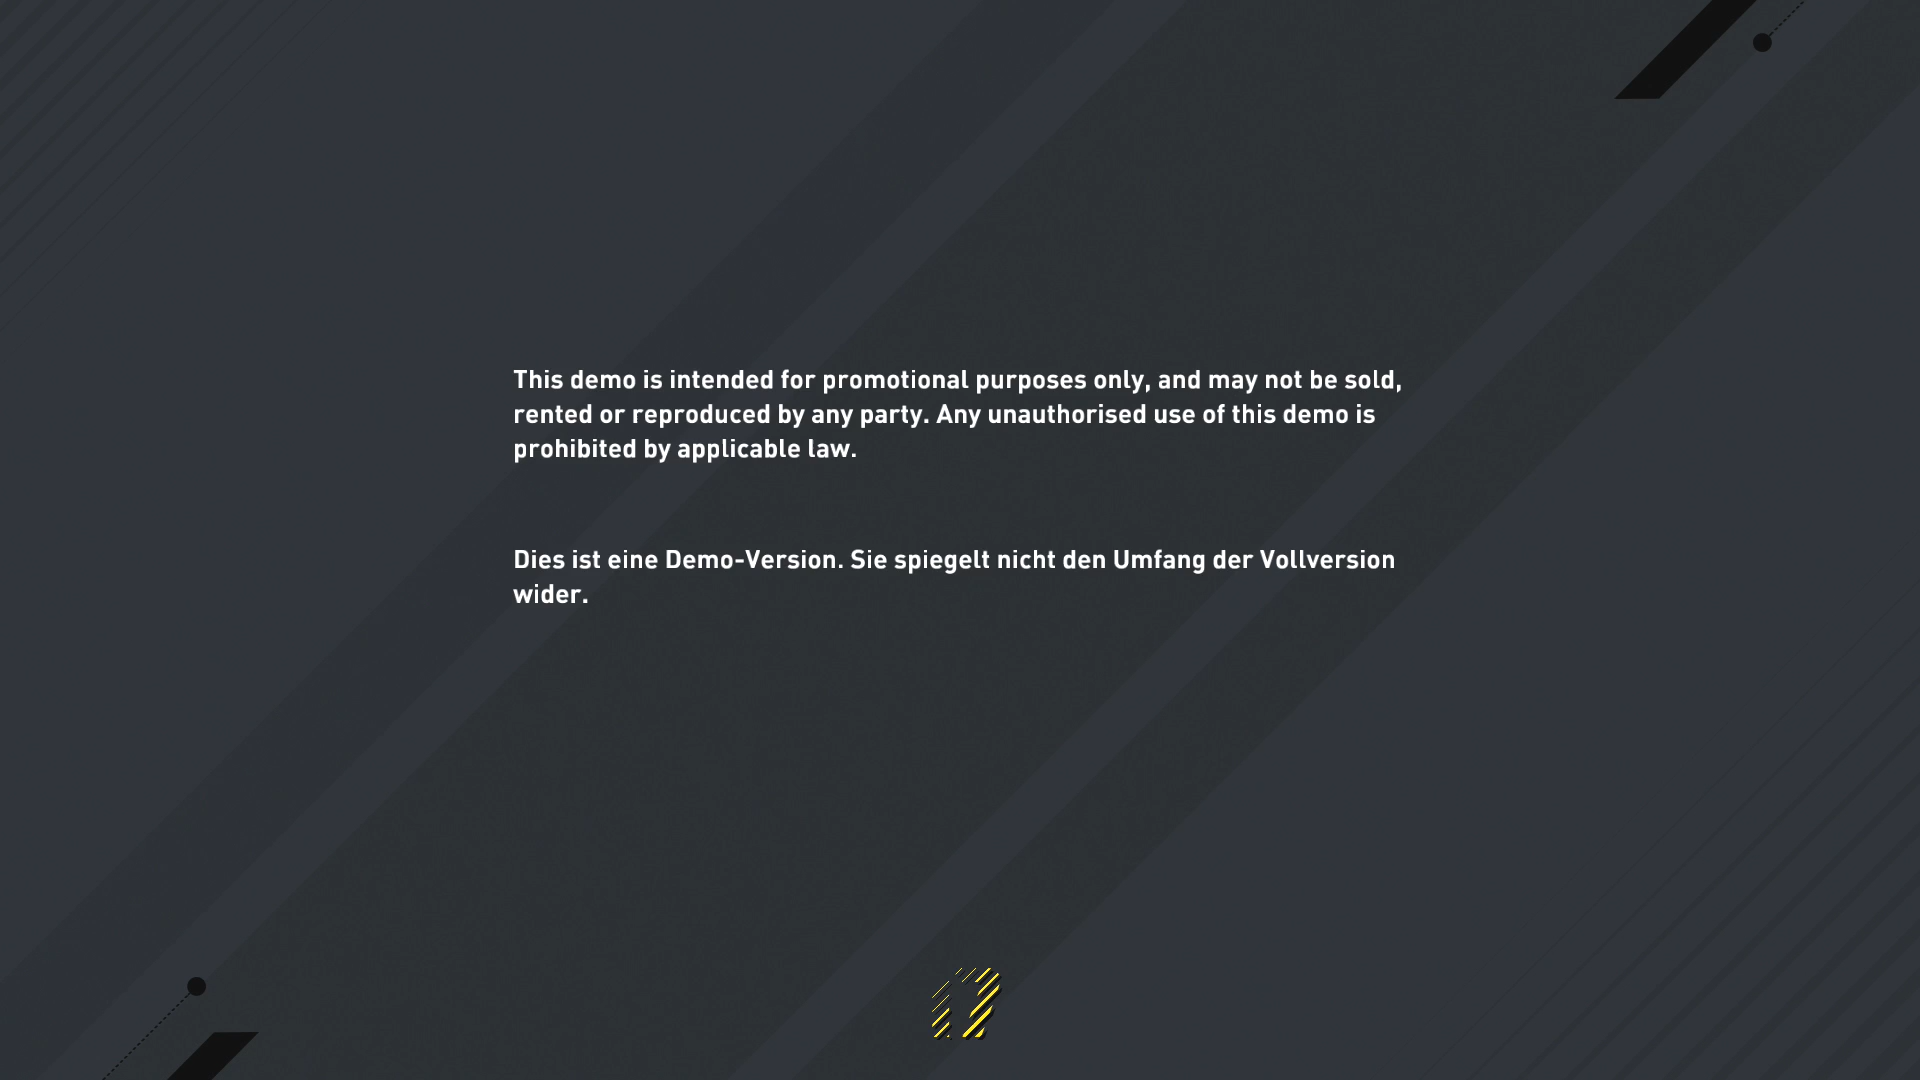 This demo is intended for promotional purposes only, and may not be sold,
rented or reproduced by any party. Any unauthorised use of this demo is
prohibited by applicable law.
Dies ist eine Demo-Version. Sie spiegelt nicht den Umfang der Vollversion
wider.
17